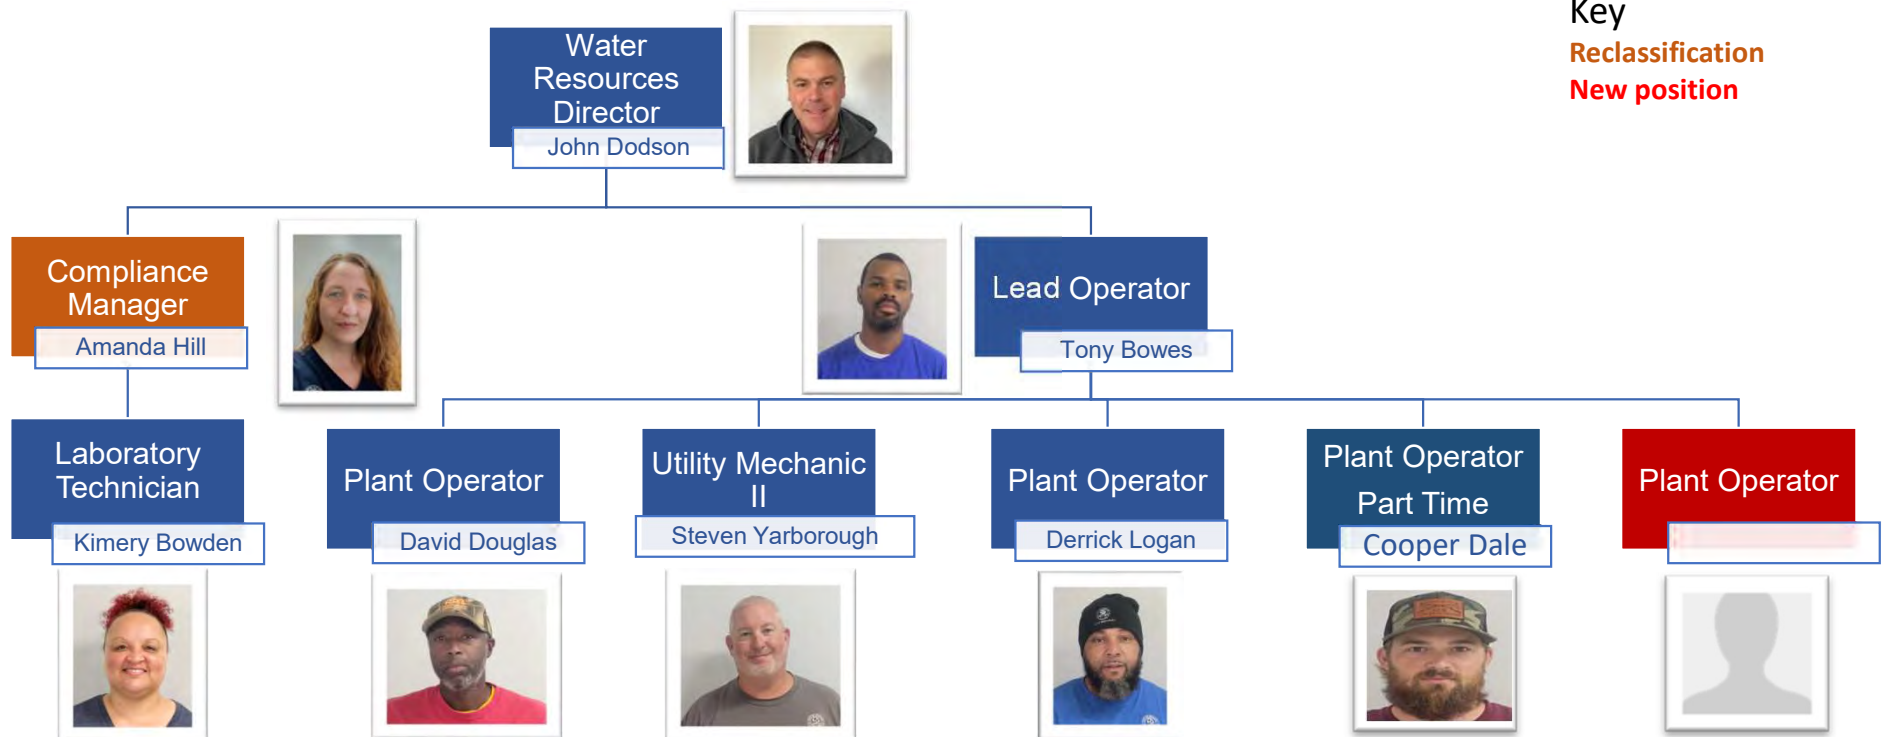 Key
Reclassification
New position
Water
Resources
Director
John Dodson
Compliance
Manager
Amanda Hill
Lead Operator
Tony Bowes
Laboratory
Technician
Kimery Bowden
Plant Operator
David Douglas
Utility Mechanic
II
Steven Yarborough
Plant Operator
Derrick Logan
Plant Operator
Part Time
Cooper Dale
Plant Operator